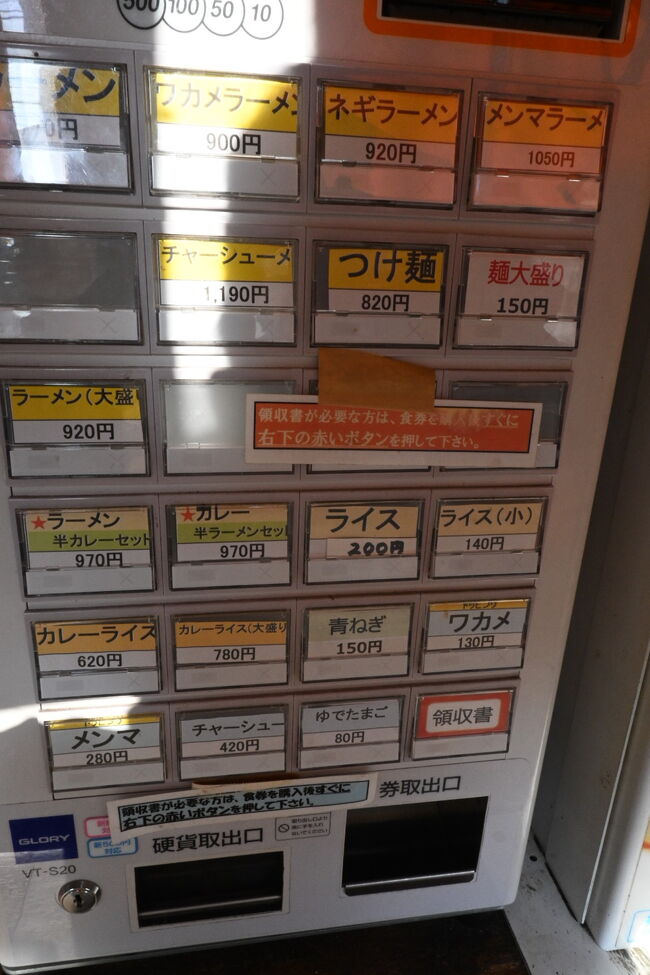 500 100 50 10
ーメン
70円
ワカメラーメン
900円
ネギラーメン
920円
メンマラーメ
1050円
チャーシューメ
1,190円
つけ麺
820円
麺大盛り
150円
ラーメン(大盛
920円
領収書が必要な方は、食券を購入後すぐに
右下の赤いボタンを押して下さい。
★ラーメン
半カレーセット
970円
★カレー
半ラーメンセット
970円
ライス
200円
ライス(小)
140円
カレーライス
620円
カレーライス(大盛り
780円
青ねぎ
150円
トッピング
ワカメ
130円
メンマ
280円
チャーシュー
420円
ゆでたまご
80円
領収書
領収書が必要な方は、食券を購入後すぐに
右下の赤いボタンを押して下さい。
券取出口
GLORY
VT-S20
対応
硬貨取出口